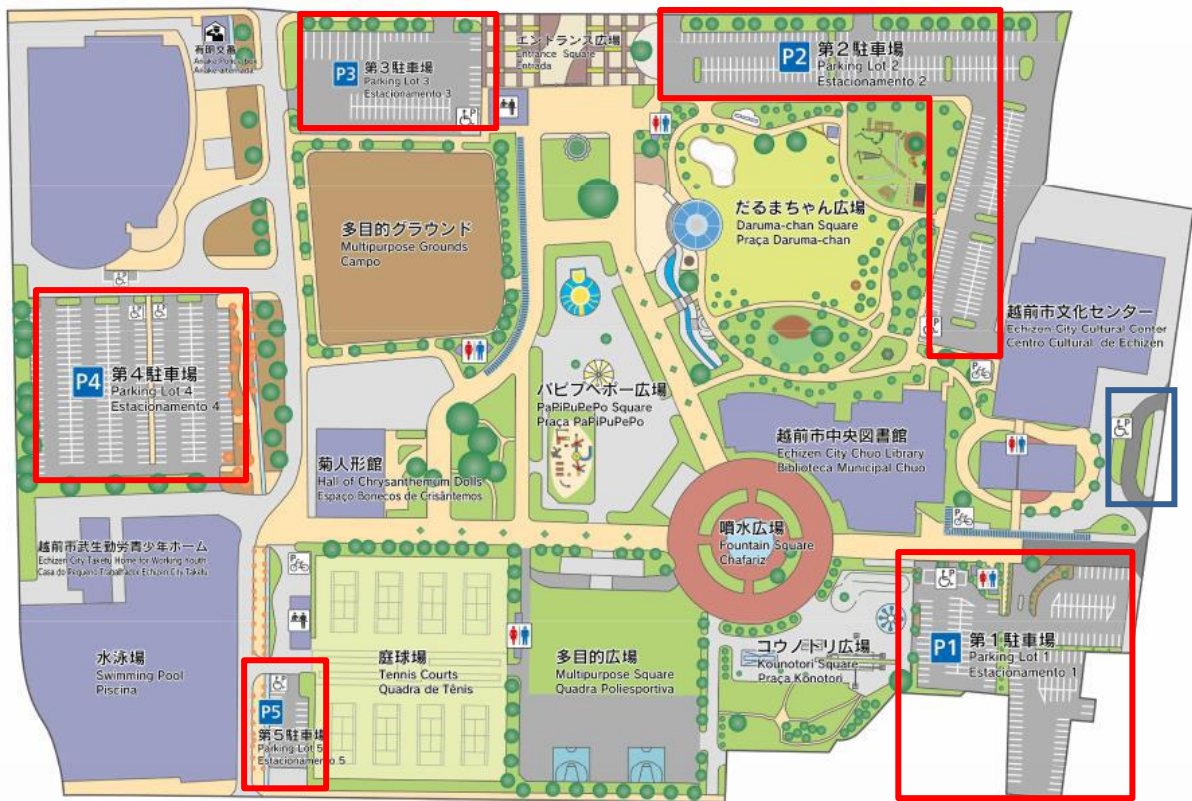 有明交番
Ariake Police Box
P3
第3駐車場
Parking Lot 3
Estacionamento 3
P
エントランス広場
Entrance Square
Entrada
P2
第2駐車場
Parking Lot 2
Estacionamento 2
多目的グラウンド
Multipurpose Grounds
Campo
だるまちゃん広場
Daruma-chan Square
Praça Daruma-chan
P
越前市文化センター
Echizen City Cultural Center
Centro Cultural de Echizen
P
P
P
P4
第4駐車場
Parking Lot 4
Estacionamento 4
パピプペポー広場
PaPiPuPePo Square
Praça PaPiPuPePo
P
P
菊人形館
Hall of Chrysanthemum Dolls
Espaço Bonecos de Crisântemos
越前市中央図書館
Echizen City Chuo Library
Biblioteca Municipal Chuo
P
噴水広場
Fountain Square
Chafariz
越前市武生勤労青少年ホーム
Echizen City Takefu Home for Working Youth
Casa do Pequeno Trabalhador Echizen City Takefu
P
P
水泳場
Swimming Pool
Piscina
庭球場
Tennis Courts
Quadra de Tênis
多目的広場
Multipurpose Square
Quadra Poliesportiva
コウノトリ広場
Kounotori Square
Praça Konotori
P1
第1駐車場
Parking Lot 1
Estacionamento 1
P
P5
第5駐車場
Parking Lot 5
Estacionamento 5